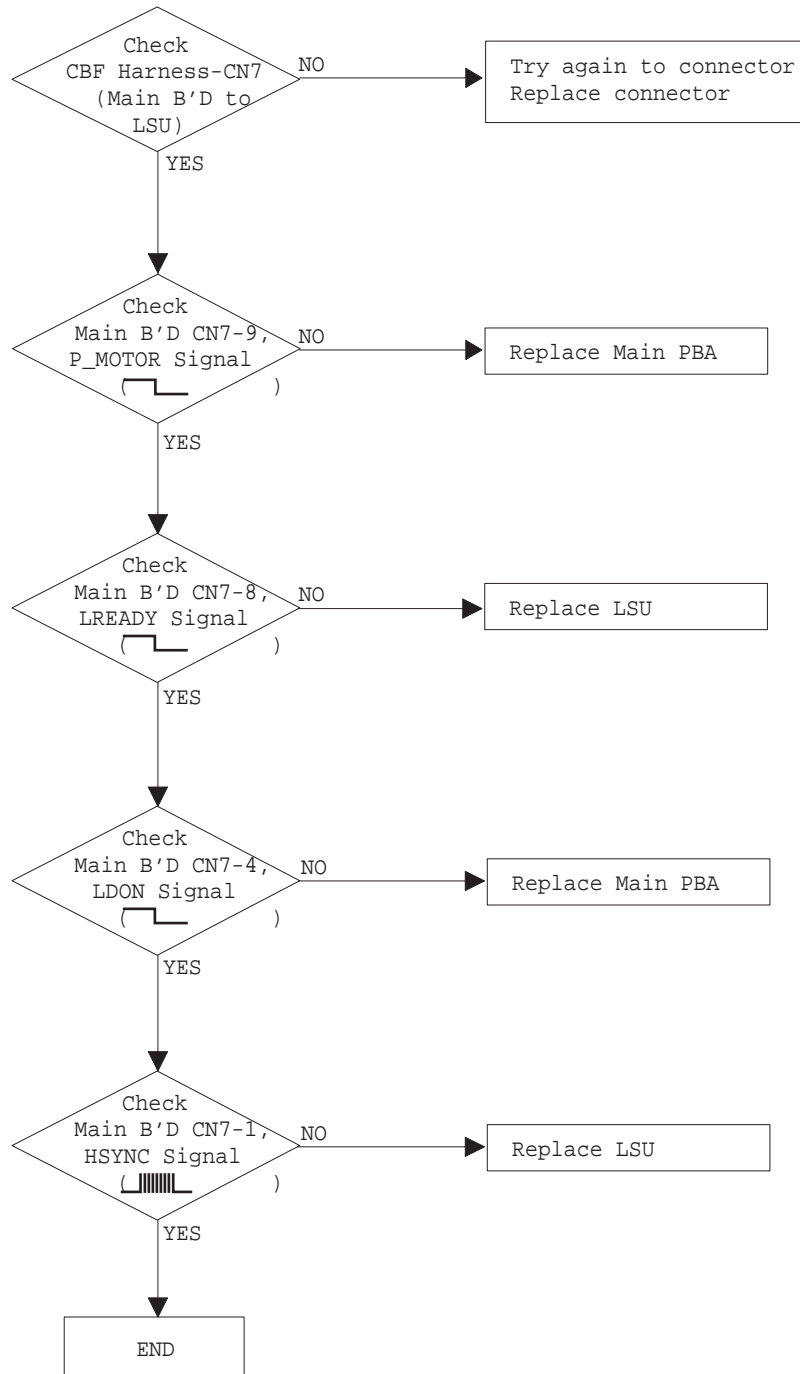 Check
CBF Harness-CN7
(Main B'D to
LSU)
NO
Try again to connector
Replace connector
YES
Check
Main B'D CN7-9,
P_MOTOR Signal
( )
NO
Replace Main PBA
YES
Check
Main B'D CN7-8,
LREADY Signal
( )
NO
Replace LSU
YES
Check
Main B'D CN7-4,
LDON Signal
( )
NO
Replace Main PBA
YES
Check
Main B'D CN7-1,
HSYNC Signal
( )
NO
Replace LSU
YES
END